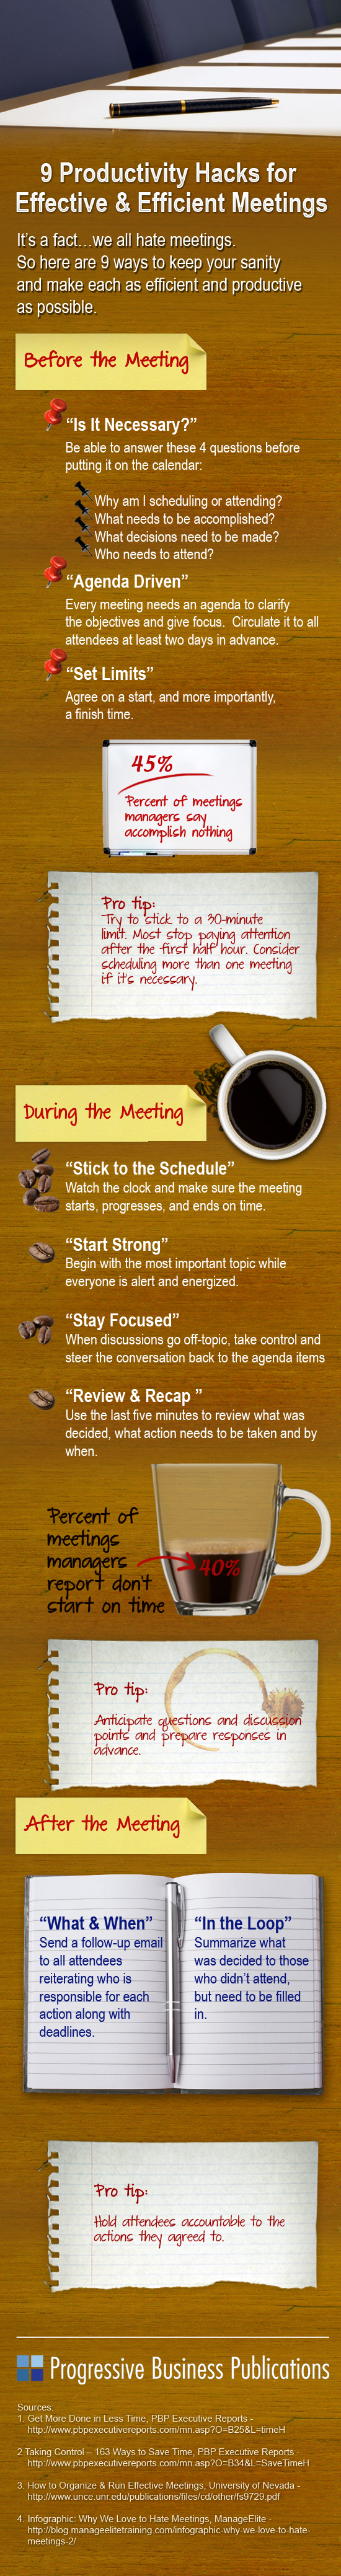 9 Productivity Hacks for
Effective & Efficient Meetings
It's a fact...we all hate meetings.
So here are 9 ways to keep your sanity
and make each as efficient and productive
as possible.
Before the Meeting
“Is It Necessary?”
Be able to answer these 4 questions before
putting it on the calendar:
Why am I scheduling or attending?
What needs to be accomplished?
What decisions need to be made?
Who needs to attend?
“Agenda Driven”
Every meeting needs an agenda to clarify
the objectives and give focus. Circulate it to all
attendees at least two days in advance.
“Set Limits”
Agree on a start, and more importantly,
a finish time.
45%
Percent of meetings
managers say
accomplish nothing
Pro tip:
Try to stick to a 30-minute
limit. Most stop paying attention
after the first half hour. Consider
scheduling more than one meeting
if it's necessary.
During the Meeting
“Stick to the Schedule”
Watch the clock and make sure the meeting
starts, progresses, and ends on time.
“Start Strong”
Begin with the most important topic while
everyone is alert and energized.
“Stay Focused”
When discussions go off-topic, take control and
steer the conversation back to the agenda items
“Review & Recap ”
Use the last five minutes to review what was
decided, what action needs to be taken and by
when.
Percent of
meetings
managers
report don't
start on time
40%
Pro tip:
Anticipate questions and discussion
points and prepare responses in
advance.
After the Meeting
“What & When”
Send a follow-up email
to all attendees
reiterating who is
responsible for each
action along with
deadlines.
“In the Loop”
Summarize what
was decided to those
who didn't attend,
but need to be filled
in.
Pro tip:
Hold attendees accountable to the
actions they agreed to.
Progressive Business Publications
Sources:
1. Get More Done in Less Time, PBP Executive Reports -
http://www.pbpexecutivereports.com/mn.asp?O=B25&L=timeH
2 Taking Control – 163 Ways to Save Time, PBP Executive Reports -
http://www.pbpexecutivereports.com/mn.asp?O=B34&L=SaveTimeH
3. How to Organize & Run Effective Meetings, University of Nevada -
http://www.unce.unr.edu/publications/files/cd/other/fs9729.pdf
4. Infographic: Why We Love to Hate Meetings, ManageElite -
http://blog.manageelitetraining.com/infographic-why-we-love-to-hate-
meetings-2/